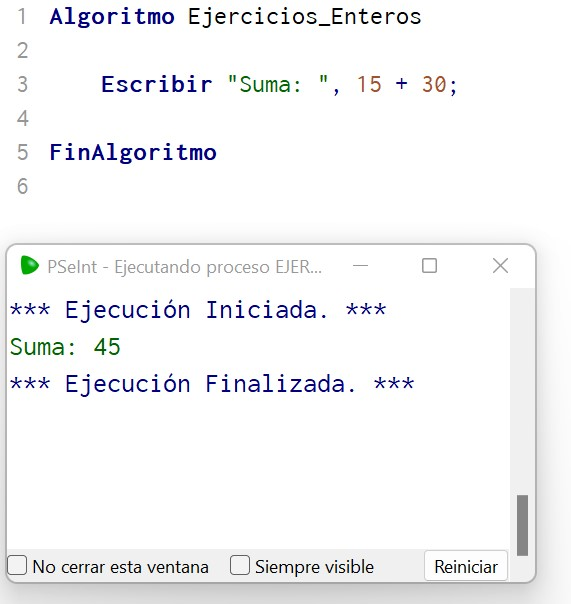 1 Algoritmo Ejercicios_Enteros
2
3 Escribir "Suma: ", 15 + 30;
4
5 FinAlgoritmo
6
PSeInt - Ejecutando proceso EJER...
*** Ejecución Iniciada. ***
Suma: 45
*** Ejecución Finalizada. ***
No cerrar esta ventana Siempre visible Reiniciar